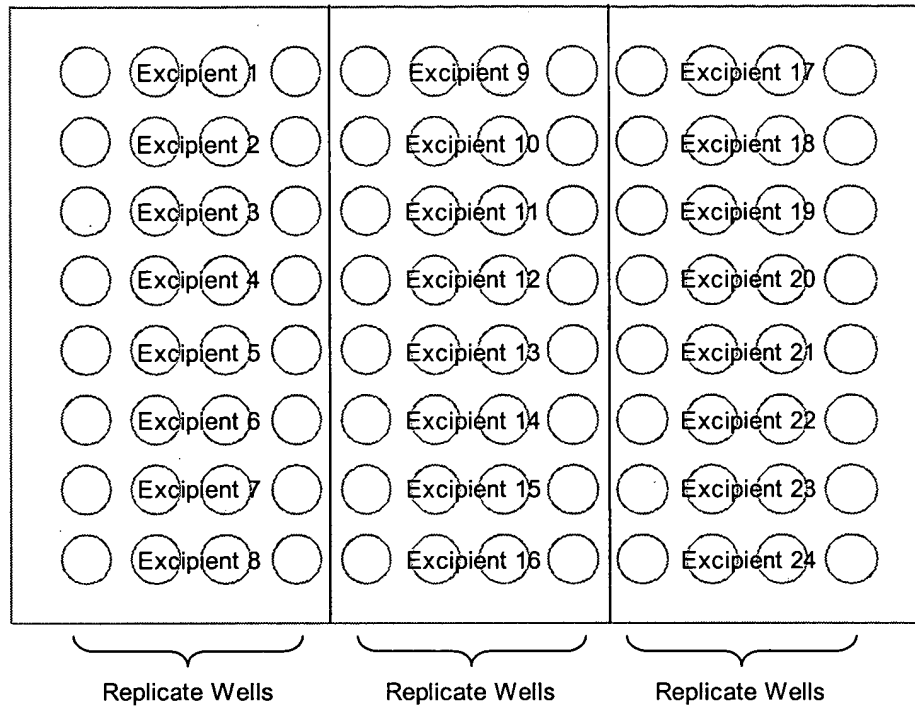 Excipient 1 Excipient 9 Excipient 17
Excipient 2 Excipient 10 Excipient 18
Excipient 3 Excipient 11 Excipient 19
Excipient 4 Excipient 12 Excipient 20
Excipient 5 Excipient 13 Excipient 21
Excipient 6 Excipient 14 Excipient 22
Excipient 7 Excipient 15 Excipient 23
Excipient 8 Excipient 16 Excipient 24
Replicate Wells Replicate Wells Replicate Wells